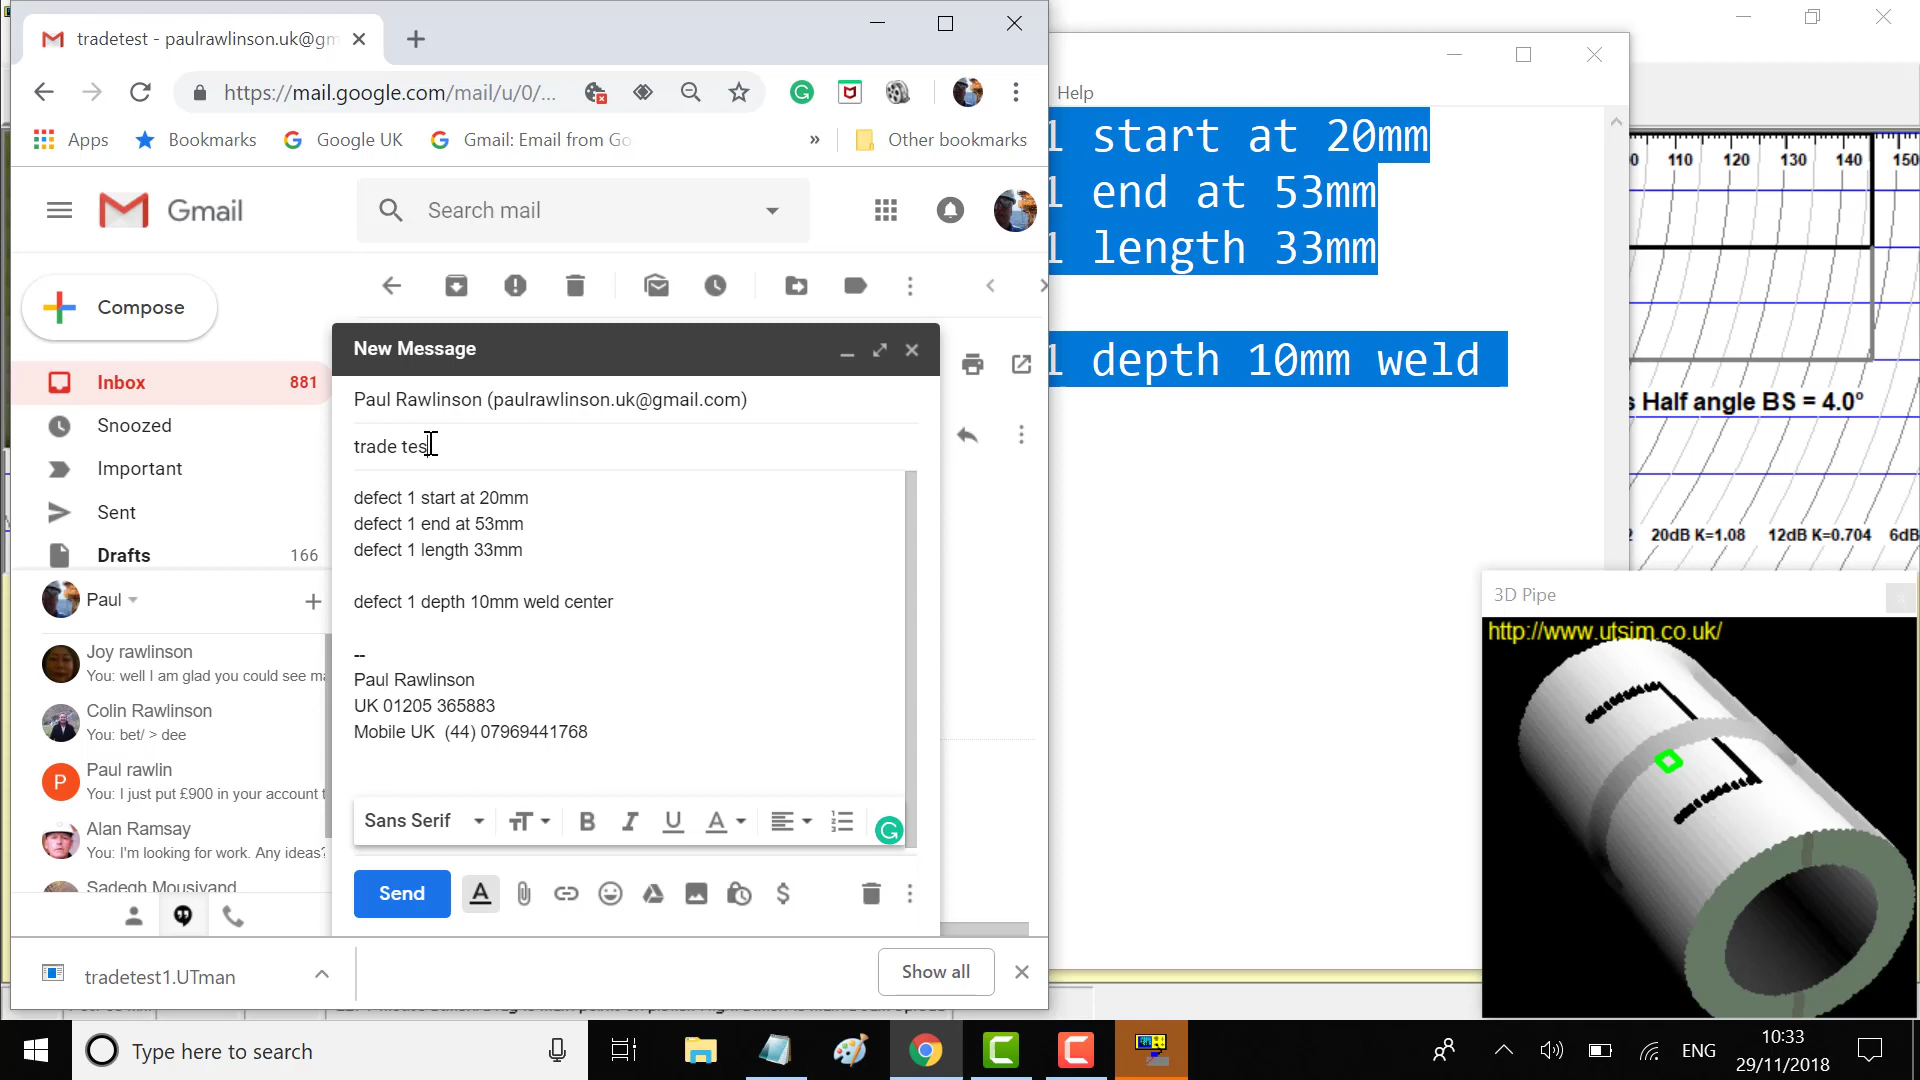 tradetest - paulrawlinson.uk@gm
https://mail.google.com/mail/u/0/...
Apps
Bookmarks
Google UK
Gmail: Email from Go
»
Other bookmarks
Gmail
Search mail
Compose
Inbox 881
Snoozed
Important
Sent
Drafts 166
Paul
Joy rawlinson
You: well I am glad you could see ma
Colin Rawlinson
You: bet/ > dee
Paul rawlin
You: I just put £900 in your account t
Alan Ramsay
You: I'm looking for work. Any ideas?
Sadegh Mousivand
New Message
Paul Rawlinson (paulrawlinson.uk@gmail.com)
trade tes
defect 1 start at 20mm
defect 1 end at 53mm
defect 1 length 33mm
defect 1 depth 10mm weld center
--
Paul Rawlinson
UK 01205 365883
Mobile UK (44) 07969441768
Sans Serif
Send
tradetest1.UTman
Show all
Help
1 start at 20mm
1 end at 53mm
1 length 33mm
1 depth 10mm weld
110 120 130 140 150
s Half angle BS = 4.0°
20dB K=1.08 12dB K=0.704 6dB
3D Pipe
http://www.utsim.co.uk/
Type here to search
ENG
10:33
29/11/2018